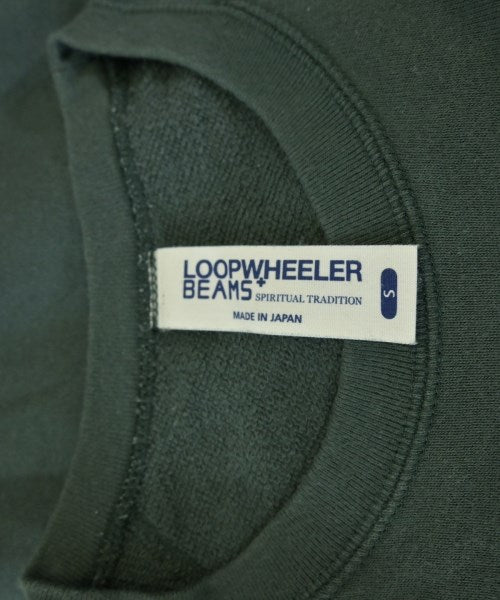 LOOPWHEELER
BEAMS+ SPIRITUAL TRADITION
MADE IN JAPAN
S